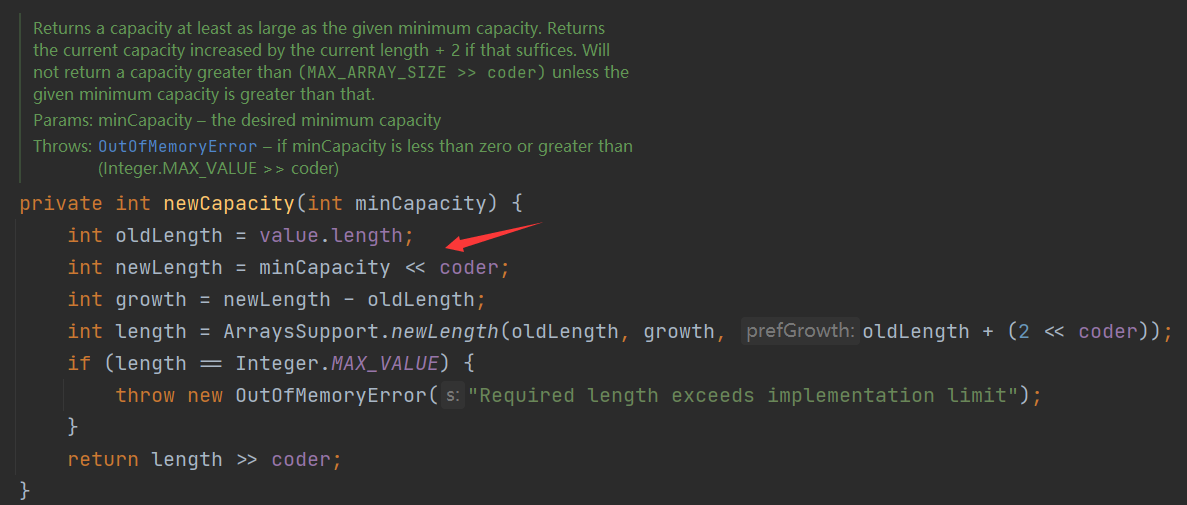 Returns a capacity at least as large as the given minimum capacity. Returns
the current capacity increased by the current length + 2 if that suffices. Will
not return a capacity greater than (MAX_ARRAY_SIZE >> coder) unless the
given minimum capacity is greater than that.
Params: minCapacity – the desired minimum capacity
Throws: OutOfMemoryError – if minCapacity is less than zero or greater than
(Integer.MAX_VALUE >> coder)
private int newCapacity(int minCapacity) {
int oldLength = value.length;
int newLength = minCapacity << coder;
int growth = newLength - oldLength;
int length = ArraysSupport.newLength(oldLength, growth, prefGrowth: oldLength + (2 << coder));
if (length == Integer.MAX_VALUE) {
throw new OutOfMemoryError( s: "Required length exceeds implementation limit");
}
return length >> coder;
}